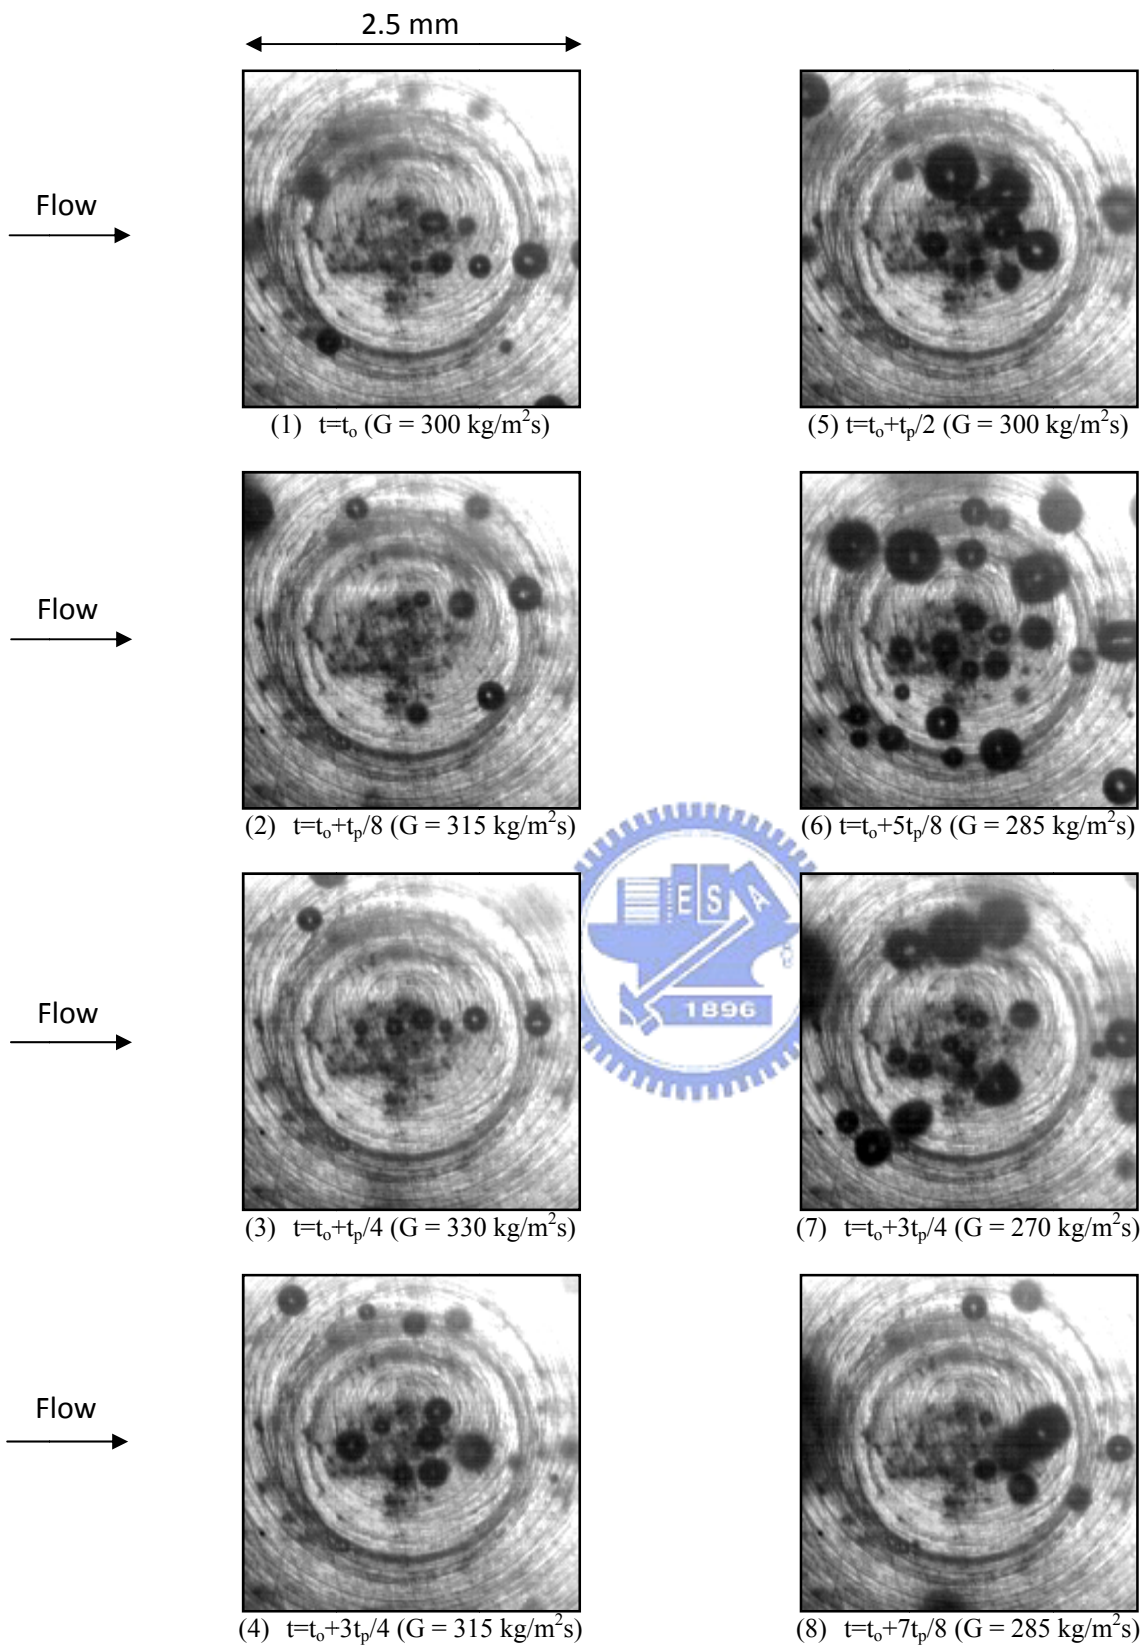 2.5 mm
Flow
(1) t=tₒ (G = 300 kg/m²s)
(5) t=tₒ+tₚ/2 (G = 300 kg/m²s)
Flow
(2) t=tₒ+tₚ/8 (G = 315 kg/m²s)
(6) t=tₒ+5tₚ/8 (G = 285 kg/m²s)
E S A
1896
Flow
(3) t=tₒ+tₚ/4 (G = 330 kg/m²s)
(7) t=tₒ+3tₚ/4 (G = 270 kg/m²s)
Flow
(4) t=tₒ+3tₚ/4 (G = 315 kg/m²s)
(8) t=tₒ+7tₚ/8 (G = 285 kg/m²s)